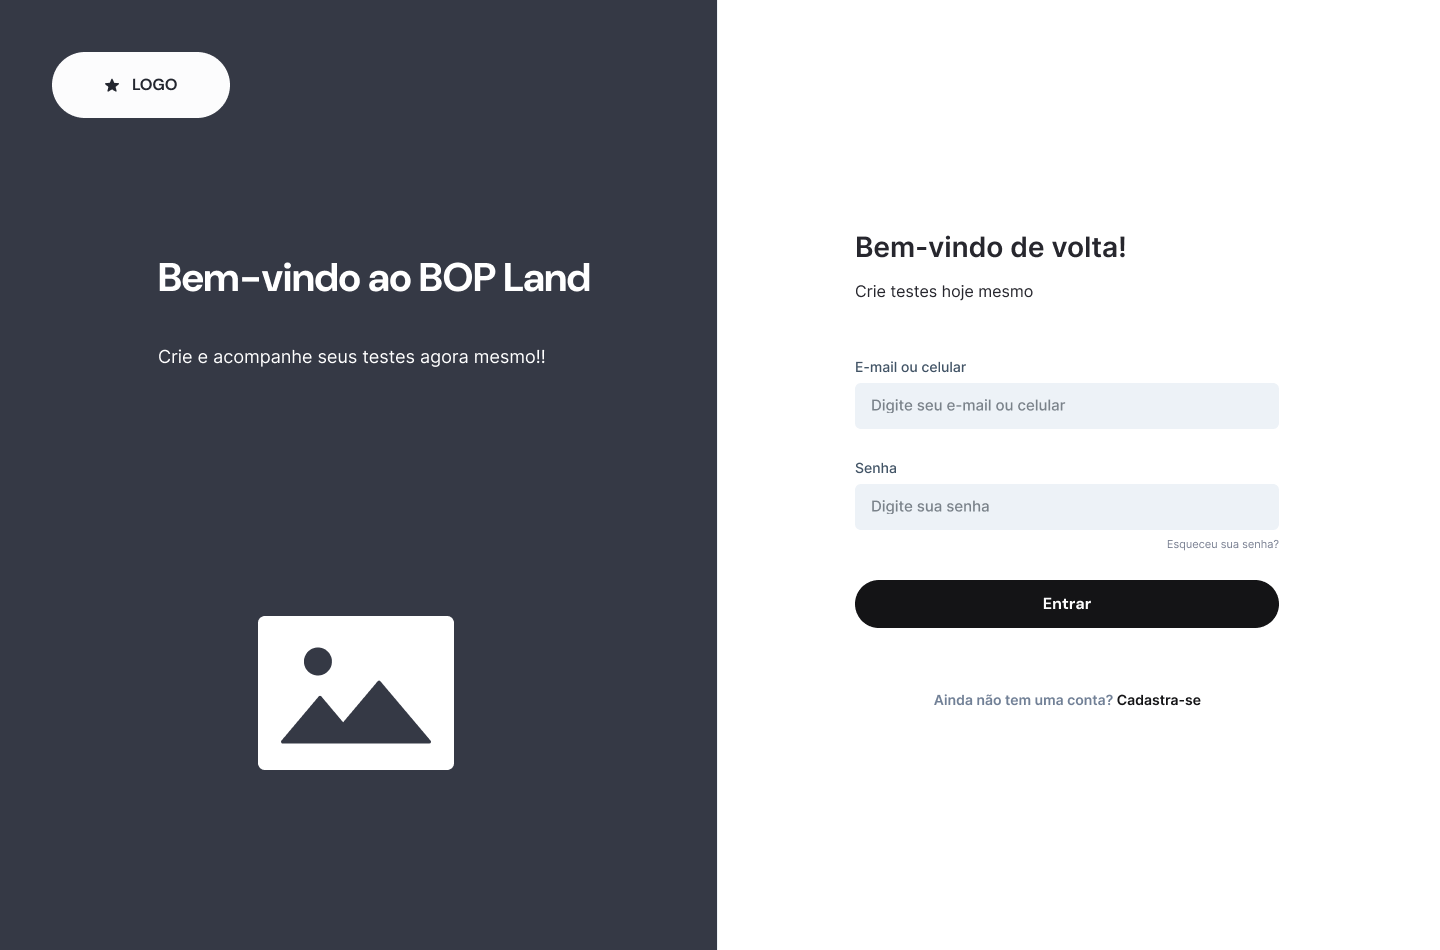 LOGO
Bem-vindo ao BOP Land
Crie e acompanhe seus testes agora mesmo!!
Bem-vindo de volta!
Crie testes hoje mesmo
E-mail ou celular
Digite seu e-mail ou celular
Senha
Digite sua senha
Esqueceu sua senha?
Entrar
Ainda não tem uma conta? Cadastra-se